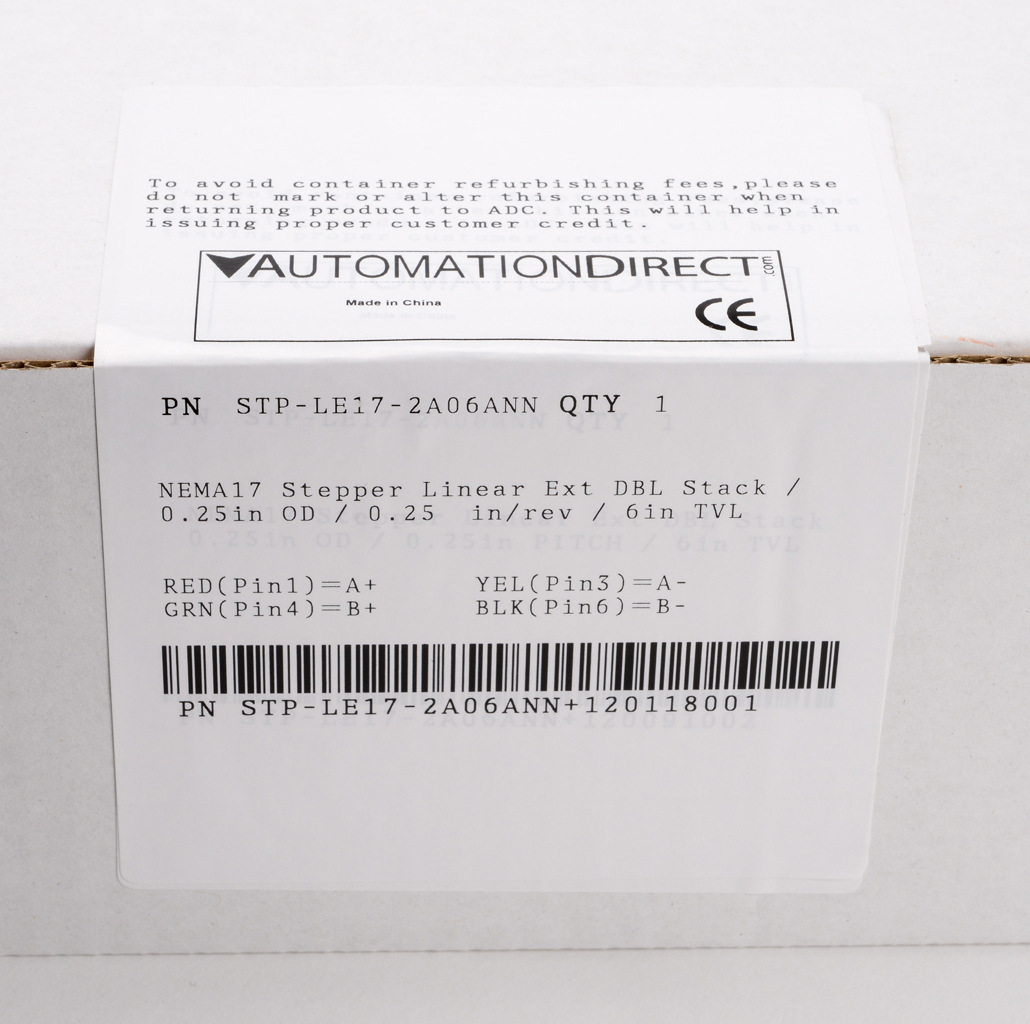 To avoid container refurbishing fees,please
do not mark or alter this container when
returning product to ADC. This will help in
issuing proper customer credit.
AUTOMATIONDIRECT.com
Made in China
CE
PN STP-LE17-2A06ANN QTY 1
NEMA17 Stepper Linear Ext DBL Stack /
0.25in OD / 0.25 in/rev / 6in TVL
RED(Pin1)=A+ YEL(Pin3)=A-
GRN(Pin4)=B+ BLK(Pin6)=B-
PN STP-LE17-2A06ANN+120118001